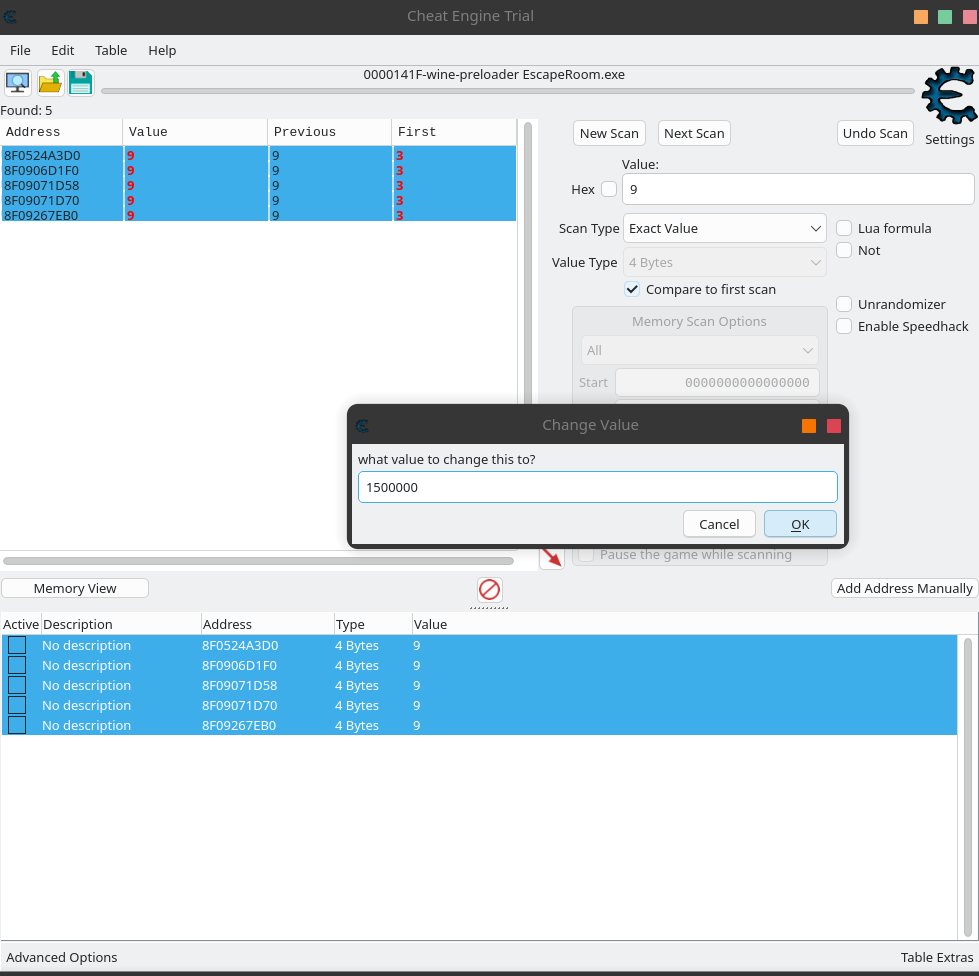 Cheat Engine Trial
File Edit Table Help
0000141F-wine-preloader EscapeRoom.exe
Found: 5
Address Value Previous First
8F0524A3D0 9 9 3
8F0906D1F0 9 9 3
8F09071D58 9 9 3
8F09071D70 9 9 3
8F09267EB0 9 9 3
New Scan Next Scan Undo Scan
Settings
Value:
Hex 9
Scan Type Exact Value Lua formula
Not
Value Type 4 Bytes
Compare to first scan
Unrandomizer
Enable Speedhack
Memory Scan Options
All
Start 0000000000000000
Change Value
what value to change this to?
1500000
Cancel OK
Pause the game while scanning
Memory View Add Address Manually
Active Description Address Type Value
No description 8F0524A3D0 4 Bytes 9
No description 8F0906D1F0 4 Bytes 9
No description 8F09071D58 4 Bytes 9
No description 8F09071D70 4 Bytes 9
No description 8F09267EB0 4 Bytes 9
Advanced Options Table Extras